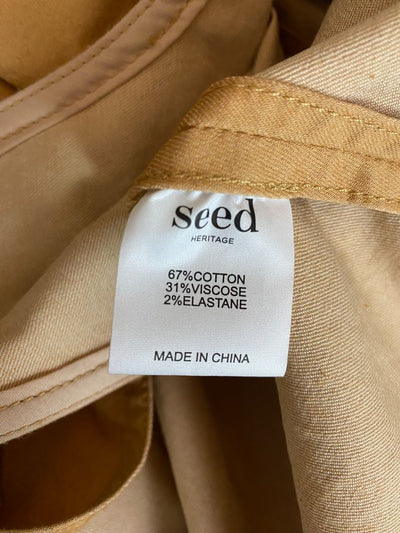 seed
HERITAGE
67%COTTON
31%VISCOSE
2%ELASTANE
MADE IN CHINA